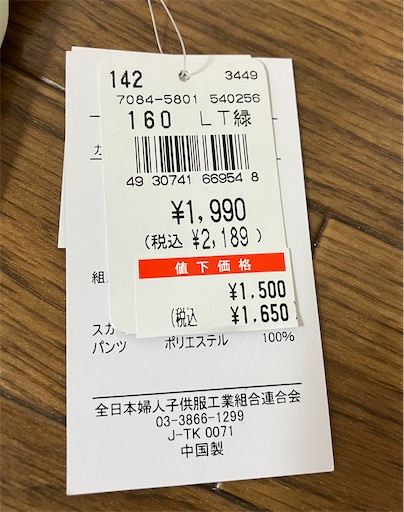 142 3449
7084-5801 540256
160 LT緑
49 30741 66954 8
¥1,990
(税込 ¥2,189 )
値下価格
¥1,500
(税込 ¥1,650)
組
スカ
パンツ ポリエステル 100%
全日本婦人子供服工業組合連合会
03-3866-1299
J-TK 0071
中国製